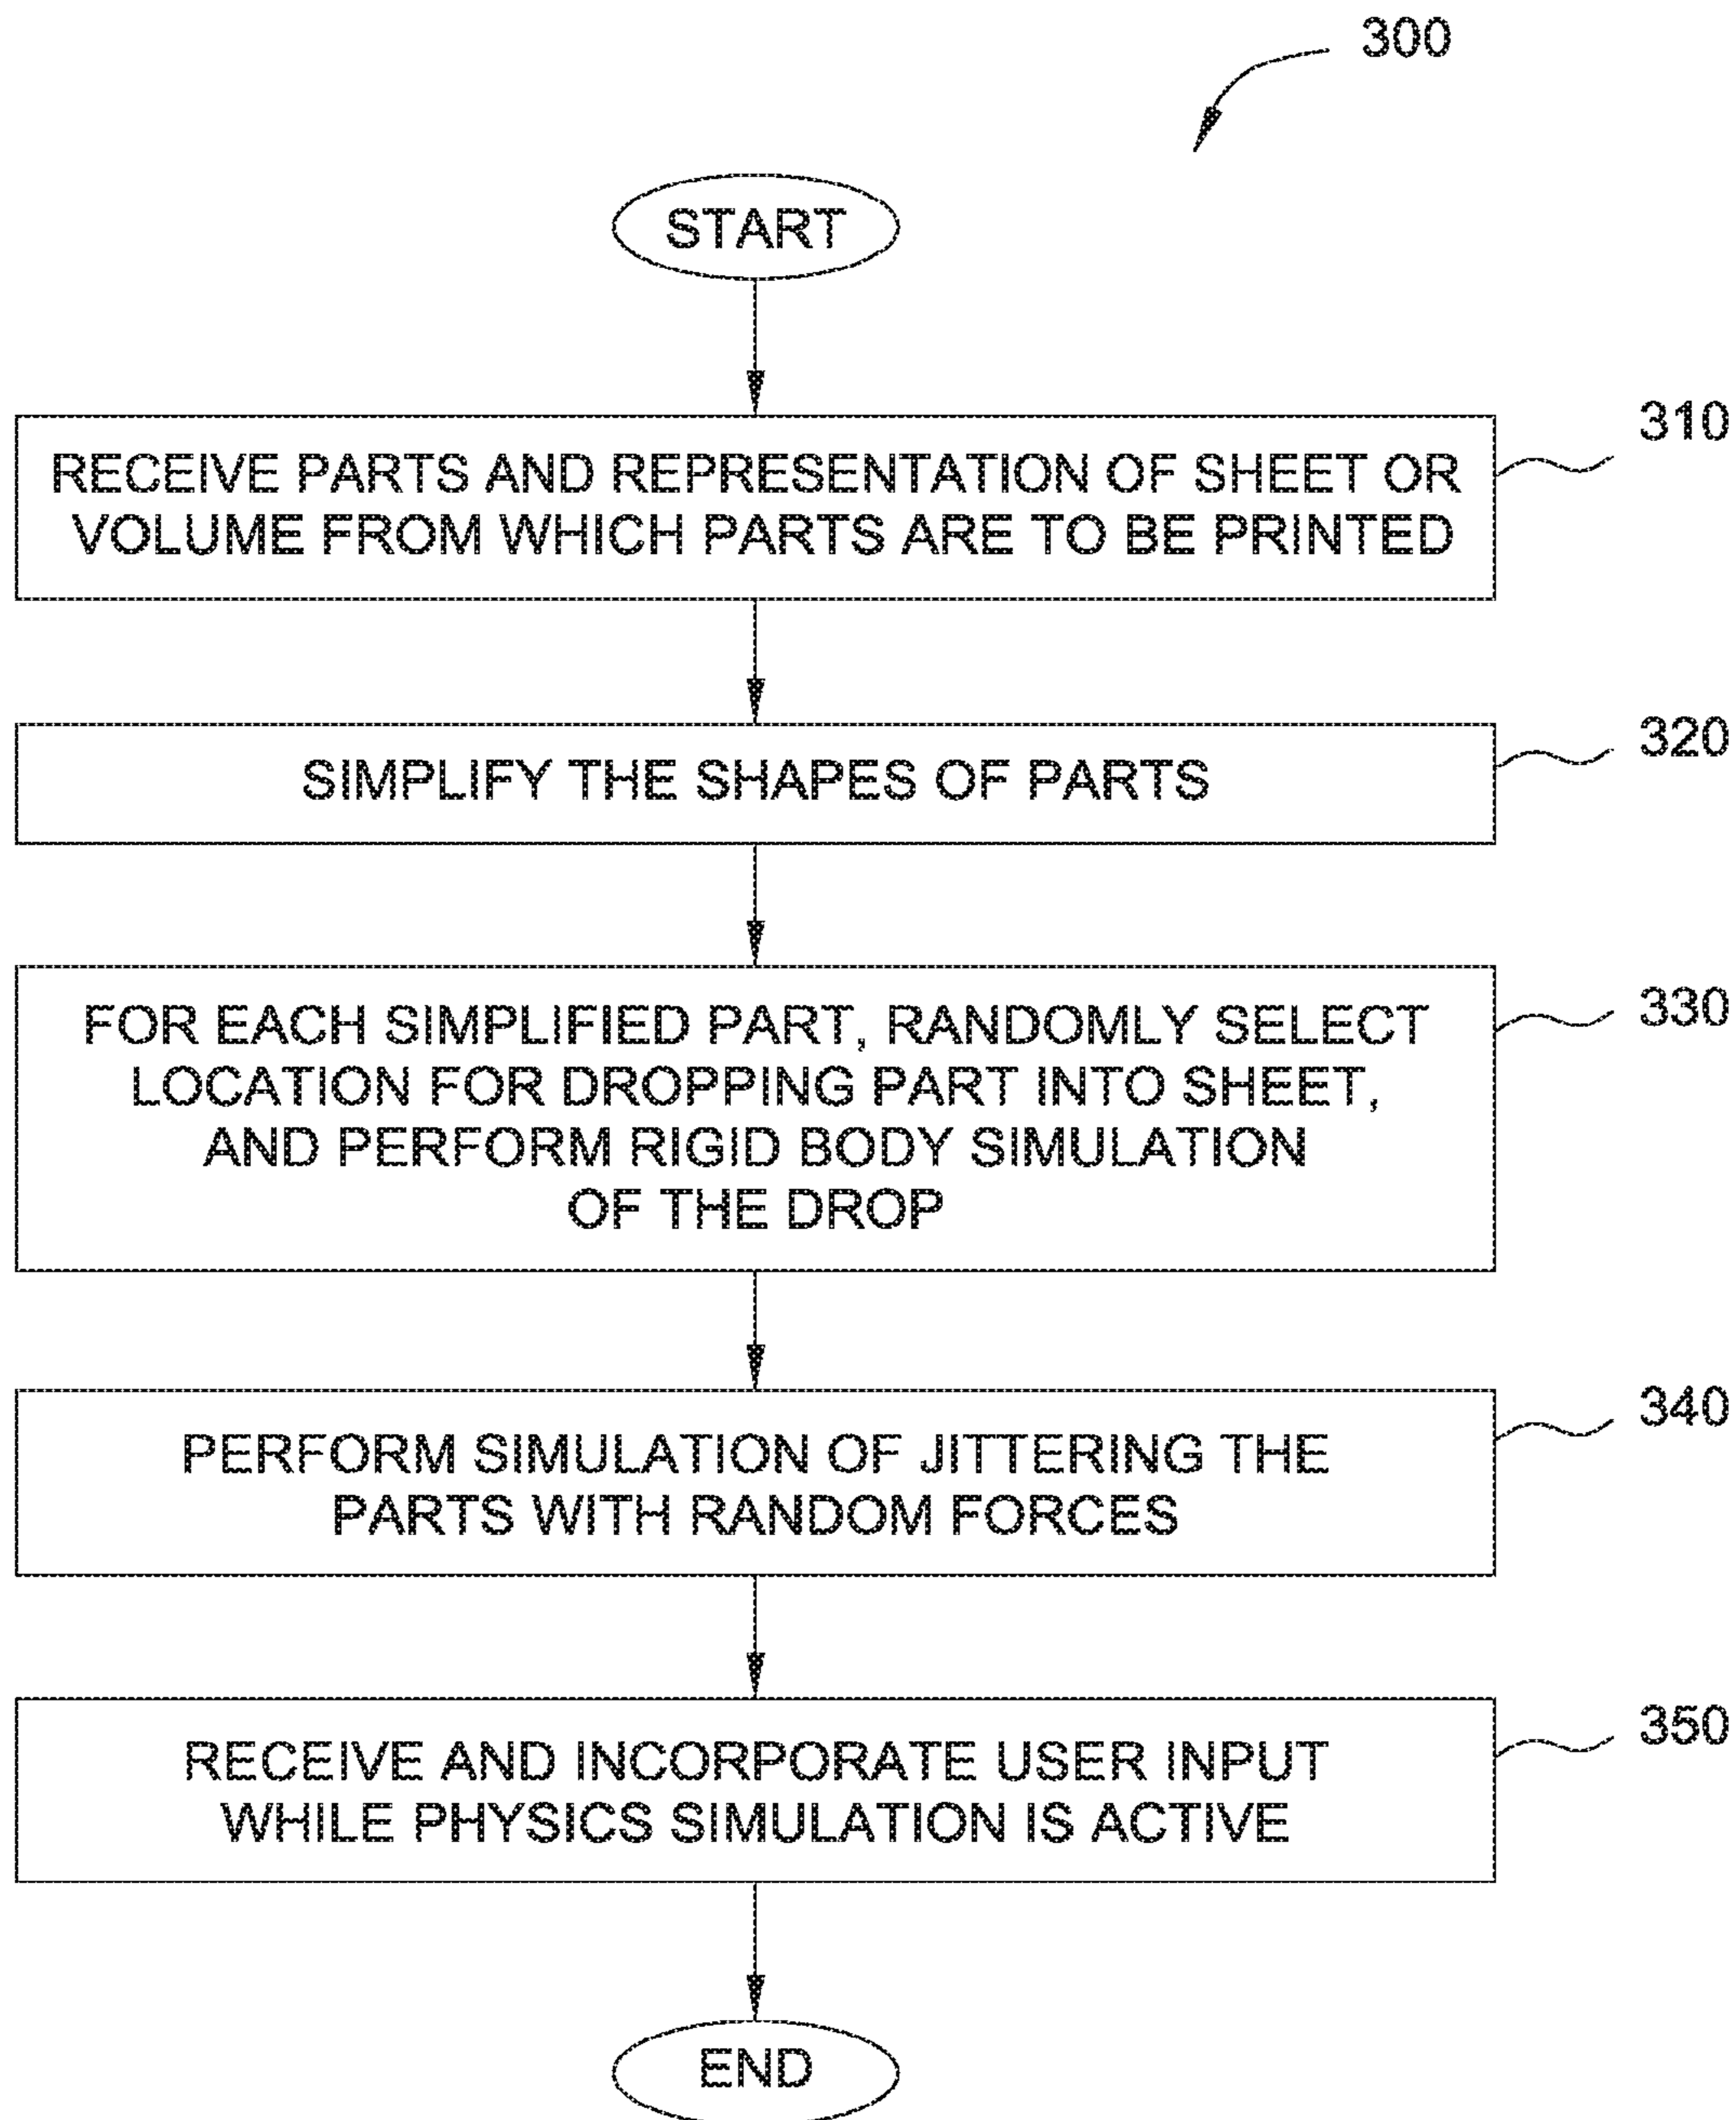 300
START
310
RECEIVE PARTS AND REPRESENTATION OF SHEET OR
VOLUME FROM WHICH PARTS ARE TO BE PRINTED
320
SIMPLIFY THE SHAPES OF PARTS
330
FOR EACH SIMPLIFIED PART, RANDOMLY SELECT
LOCATION FOR DROPPING PART INTO SHEET,
AND PERFORM RIGID BODY SIMULATION
OF THE DROP
340
PERFORM SIMULATION OF JITTERING THE
PARTS WITH RANDOM FORCES
350
RECEIVE AND INCORPORATE USER INPUT
WHILE PHYSICS SIMULATION IS ACTIVE
END